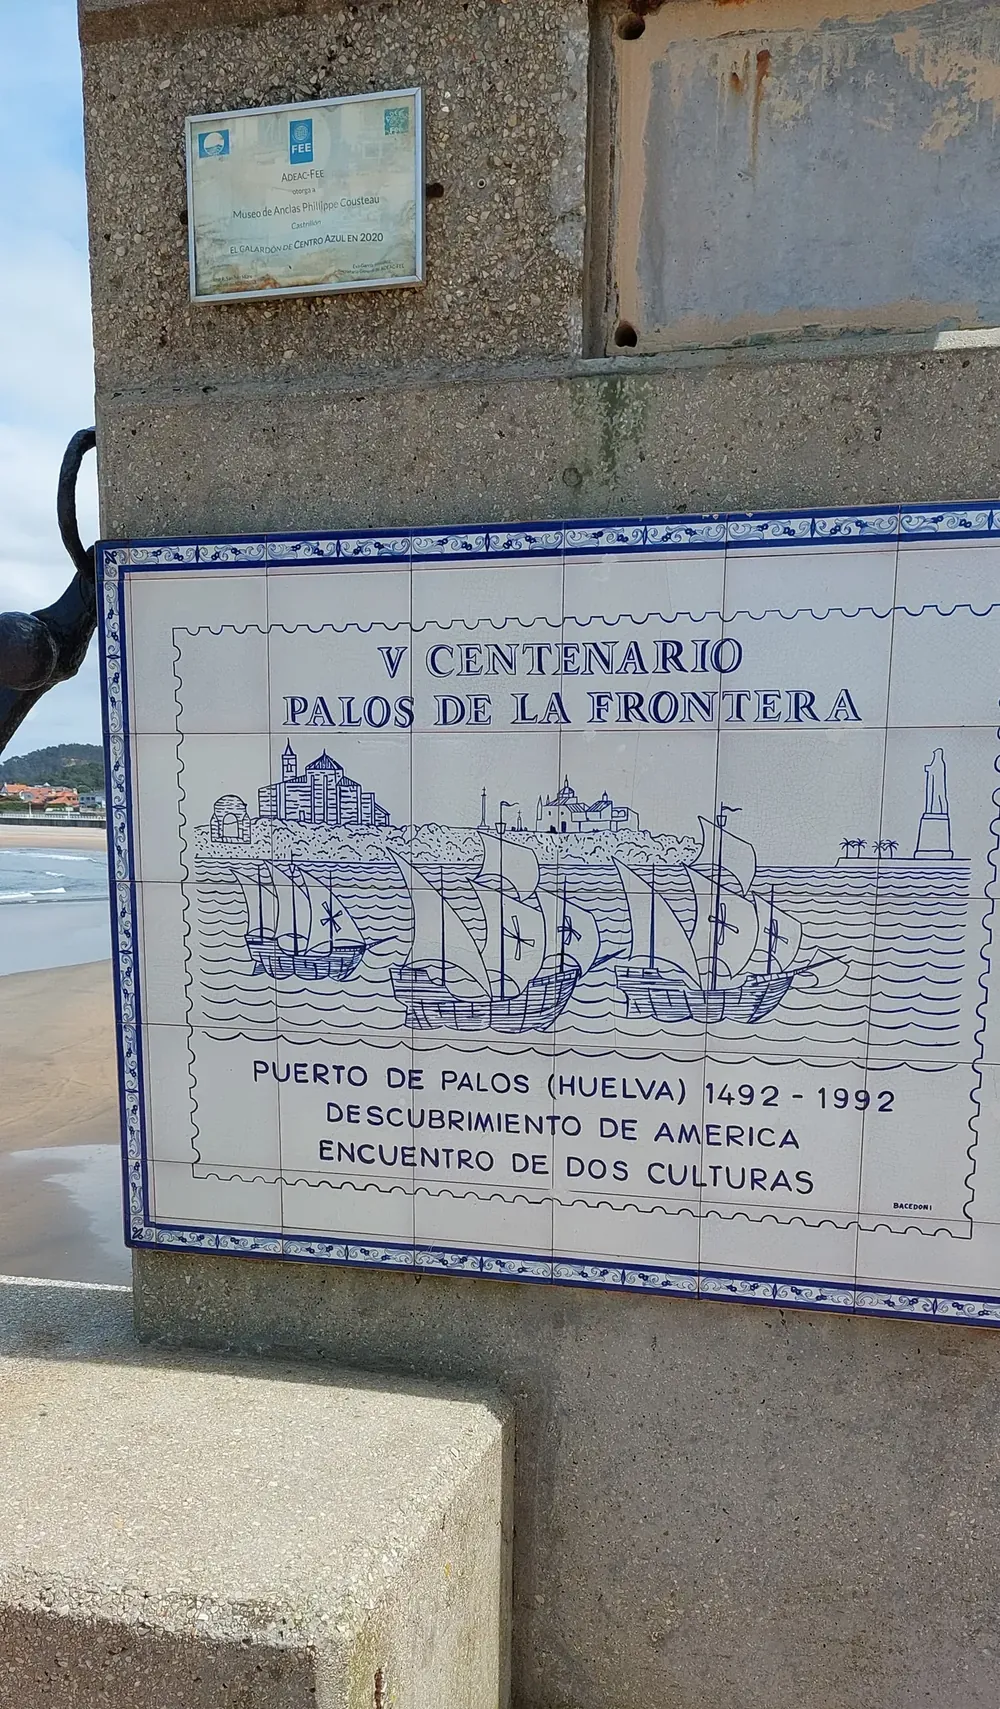 FEE
ADEAC-FEE
otorga a
Museo de Anclas Philippe Cousteau
Castrillón
EL GALARDÓN DE CENTRO AZUL EN 2020
V CENTENARIO
PALOS DE LA FRONTERA
PUERTO DE PALOS (HUELVA) 1492 - 1992
DESCUBRIMIENTO DE AMERICA
ENCUENTRO DE DOS CULTURAS
BACEDONI